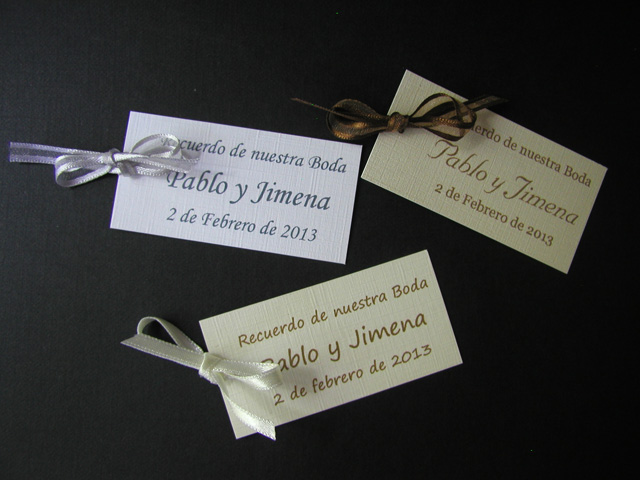 Recuerdo de nuestra Boda
Pablo y Jimena
2 de Febrero de 2013
de nuestra Boda
Pablo y Jimena
2 de Febrero de 2013
Recuerdo de nuestra Boda
Pablo y Jimena
2 de febrero de 2013